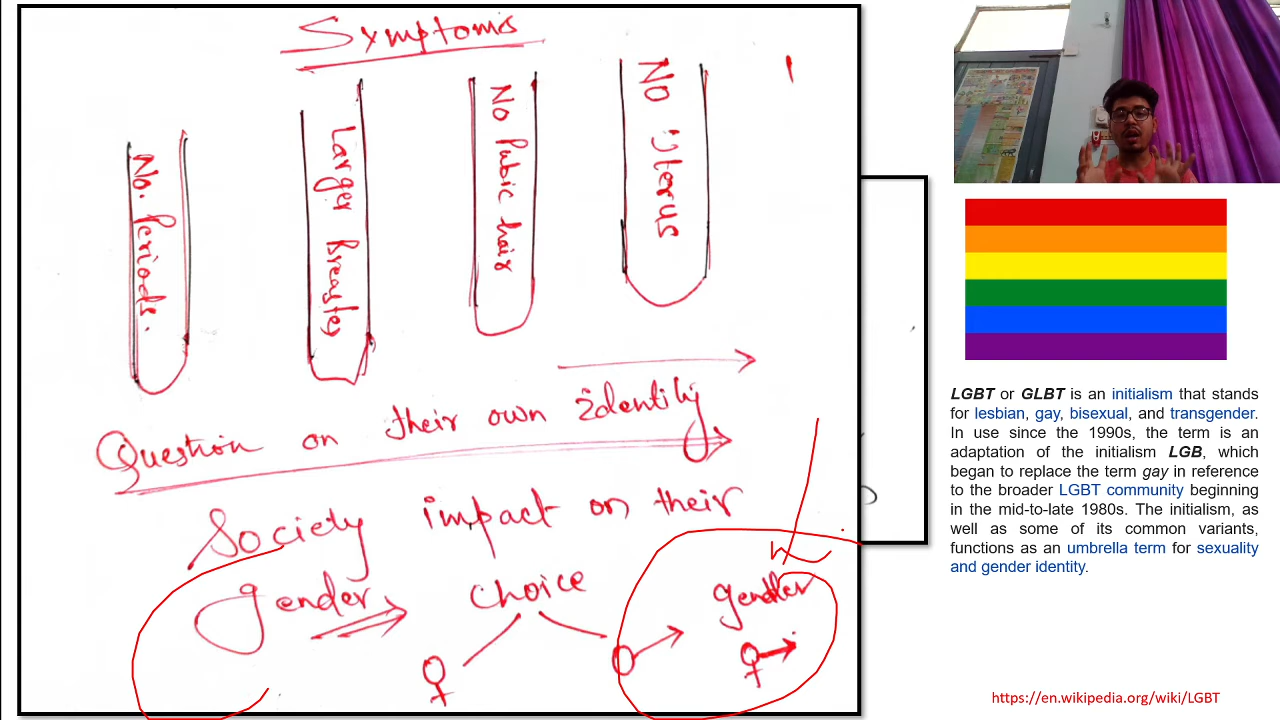 Symptoms
No. Periods.
Larger Breastes
No Pubic hair
No Uterus
Question on their own Identity
Society impact on their
gender choice gender
LGBT or GLBT is an initialism that stands
for lesbian, gay, bisexual, and transgender.
In use since the 1990s, the term is an
adaptation of the initialism LGB, which
began to replace the term gay in reference
to the broader LGBT community beginning
in the mid-to-late 1980s. The initialism, as
well as some of its common variants,
functions as an umbrella term for sexuality
and gender identity.
https://en.wikipedia.org/wiki/LGBT